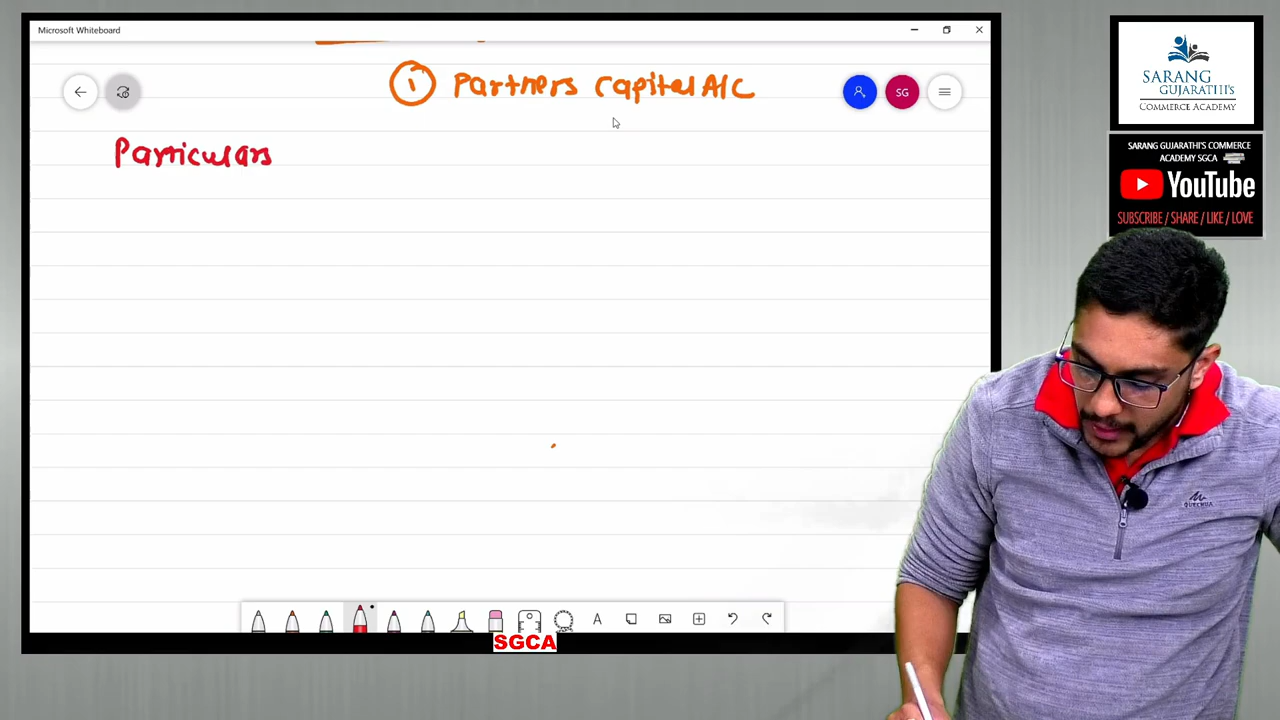 Microsoft Whiteboard
① Partners capital A/C
SG
Particulars
A
SGCA
SARANG
GUJARATHI'S
COMMERCE ACADEMY
SARANG GUJARATHI'S COMMERCE
ACADEMY SGCA
YouTube
SUBSCRIBE / SHARE / LIKE / LOVE
QUECHUA